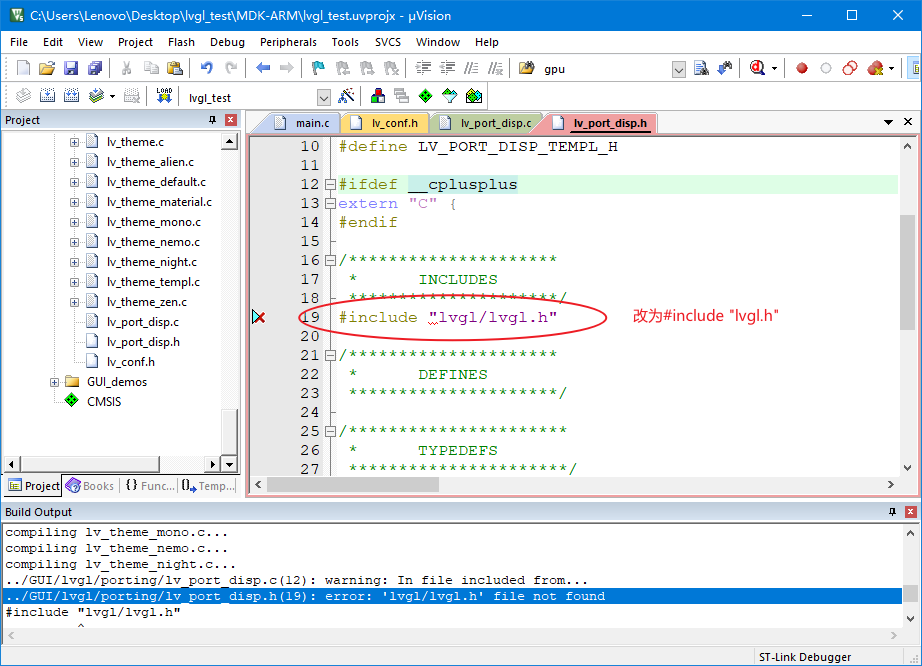 C:\Users\Lenovo\Desktop\lvgl_test\MDK-ARM\lvgl_test.uvprojx - µVision
File Edit View Project Flash Debug Peripherals Tools SVCS Window Help
gpu
LOAD lvgl_test
Project
lv_theme.c
lv_theme_alien.c
lv_theme_default.c
lv_theme_material.c
lv_theme_mono.c
lv_theme_nemo.c
lv_theme_night.c
lv_theme_templ.c
lv_theme_zen.c
lv_port_disp.c
lv_port_disp.h
lv_conf.h
GUI_demos
CMSIS
Project Books {} Func... {} Temp...
main.c lv_conf.h lv_port_disp.c lv_port_disp.h
10 #define LV_PORT_DISP_TEMPL_H
11
12 #ifdef __cplusplus
13 extern "C" {
14 #endif
15
16 /*********************
17  *      INCLUDES
18  *********************/
19 #include "lvgl/lvgl.h" 改为#include "lvgl.h"
20
21 /*********************
22  *      DEFINES
23  *********************/
24
25 /**********************
26  *      TYPEDEFS
27  **********************/
Build Output
compiling lv_theme_mono.c...
compiling lv_theme_nemo.c...
compiling lv_theme_night.c...
../GUI/lvgl/porting/lv_port_disp.c(12): warning: In file included from...
../GUI/lvgl/porting/lv_port_disp.h(19): error: 'lvgl/lvgl.h' file not found
#include "lvgl/lvgl.h"
^
ST-Link Debugger